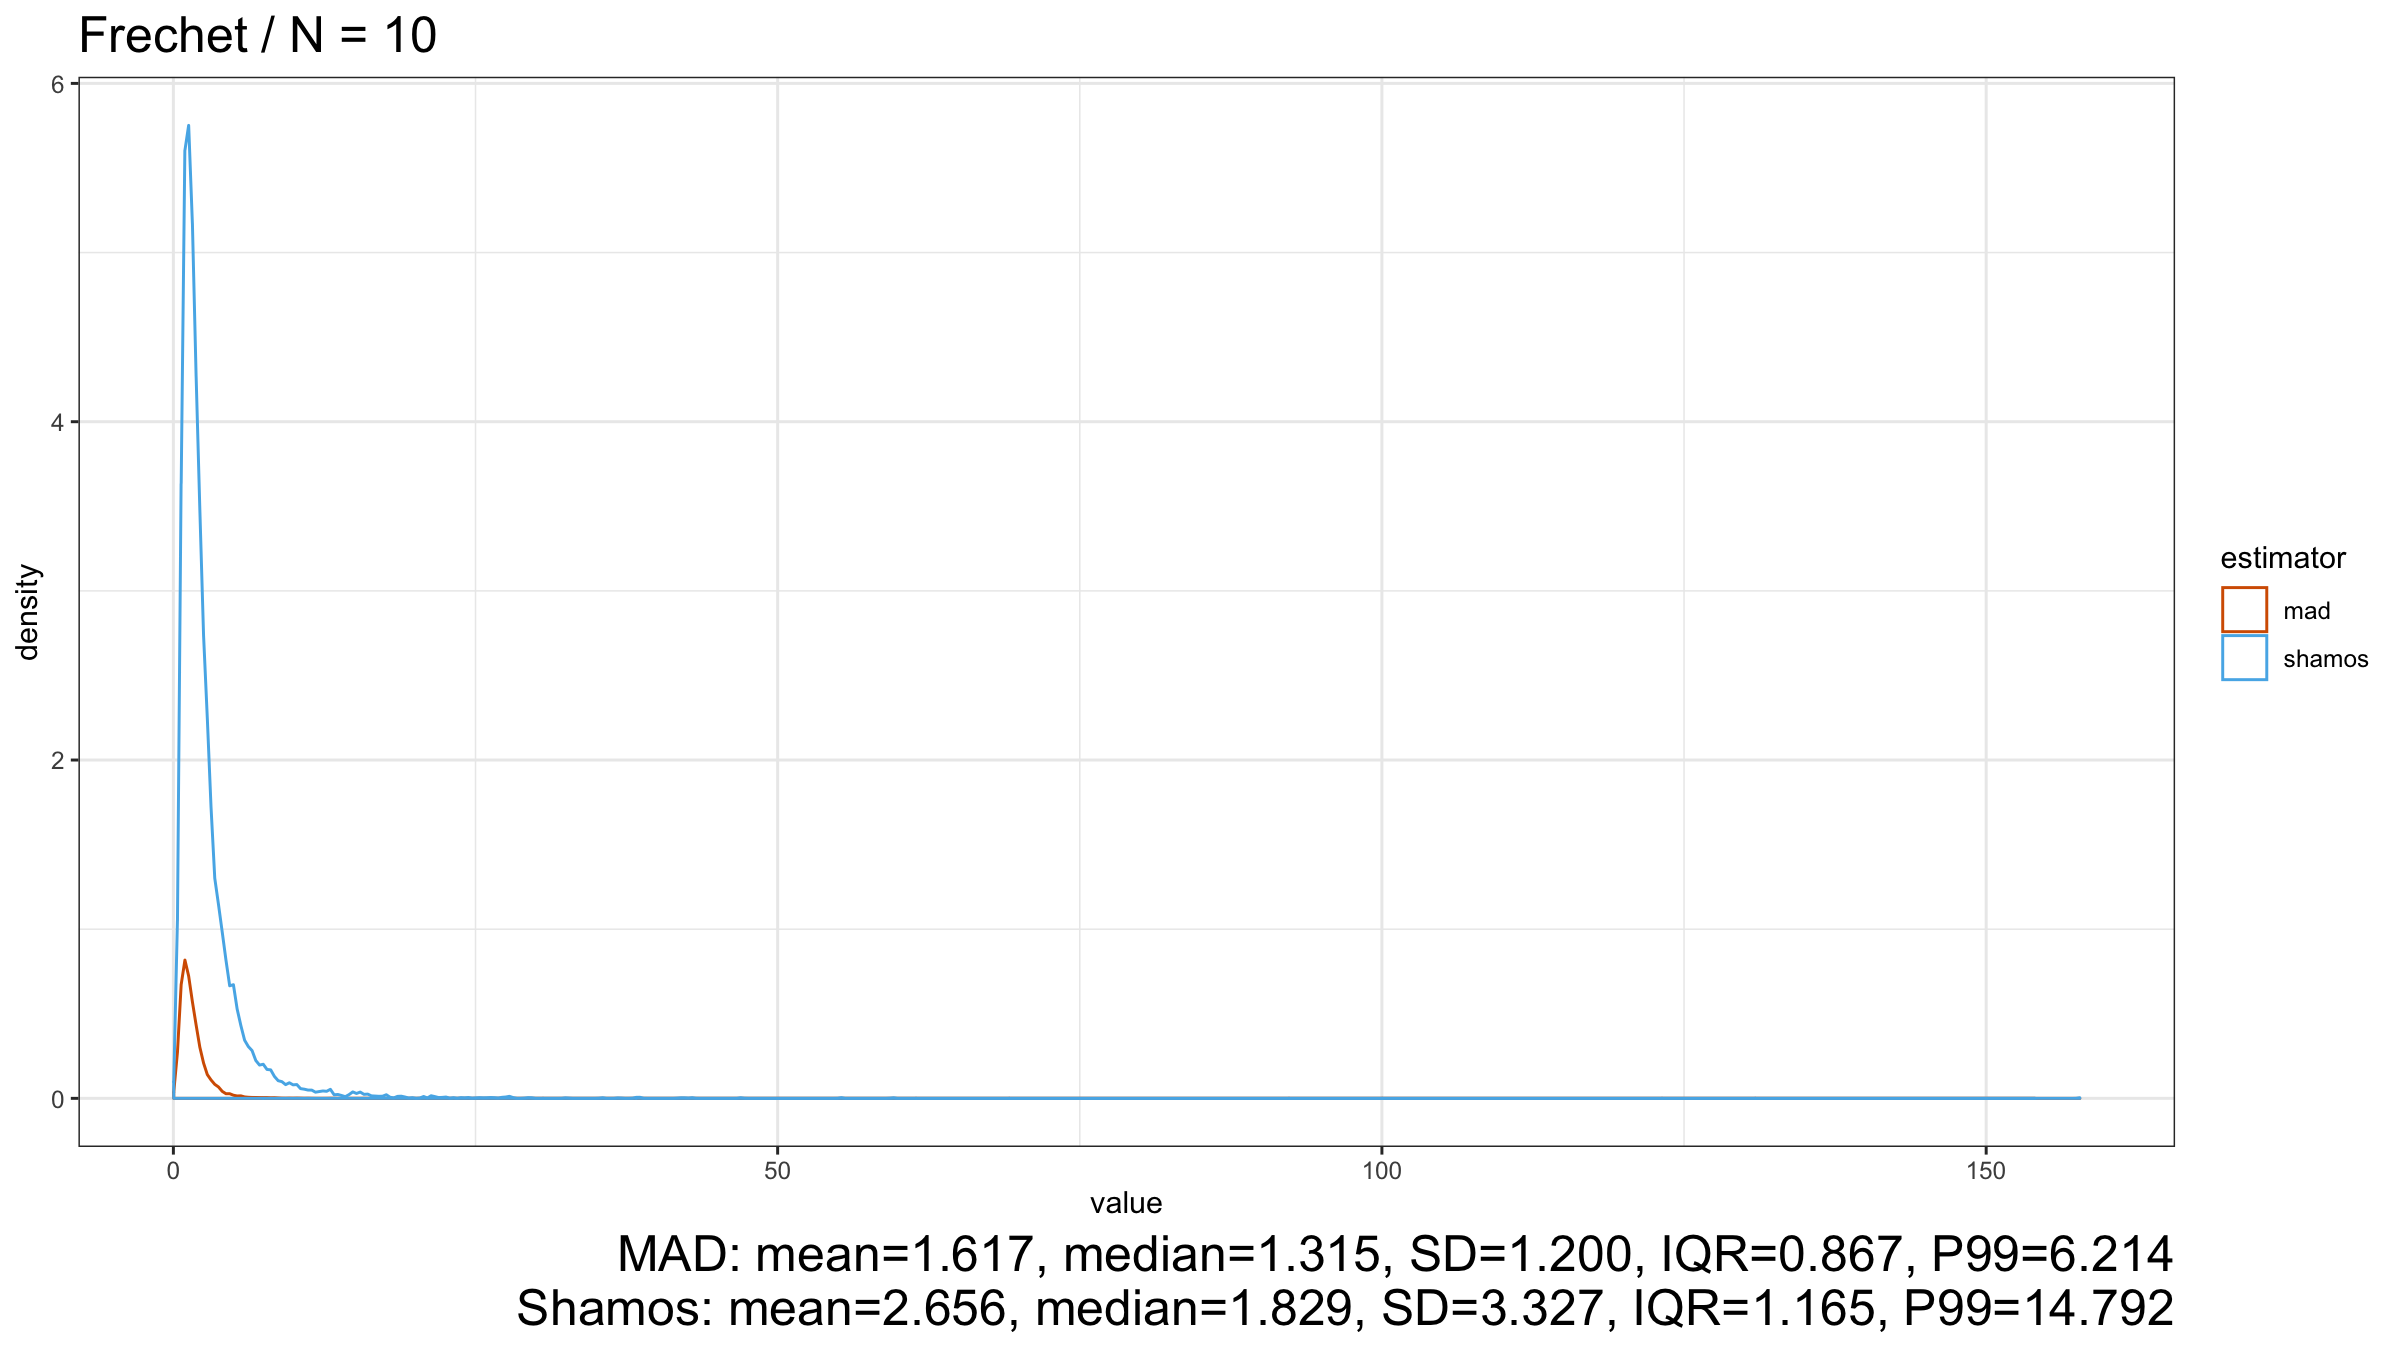 Frechet / N = 10
6
4
2
0
density
0 50 100 150
value
estimator
mad
shamos
MAD: mean=1.617, median=1.315, SD=1.200, IQR=0.867, P99=6.214
Shamos: mean=2.656, median=1.829, SD=3.327, IQR=1.165, P99=14.792